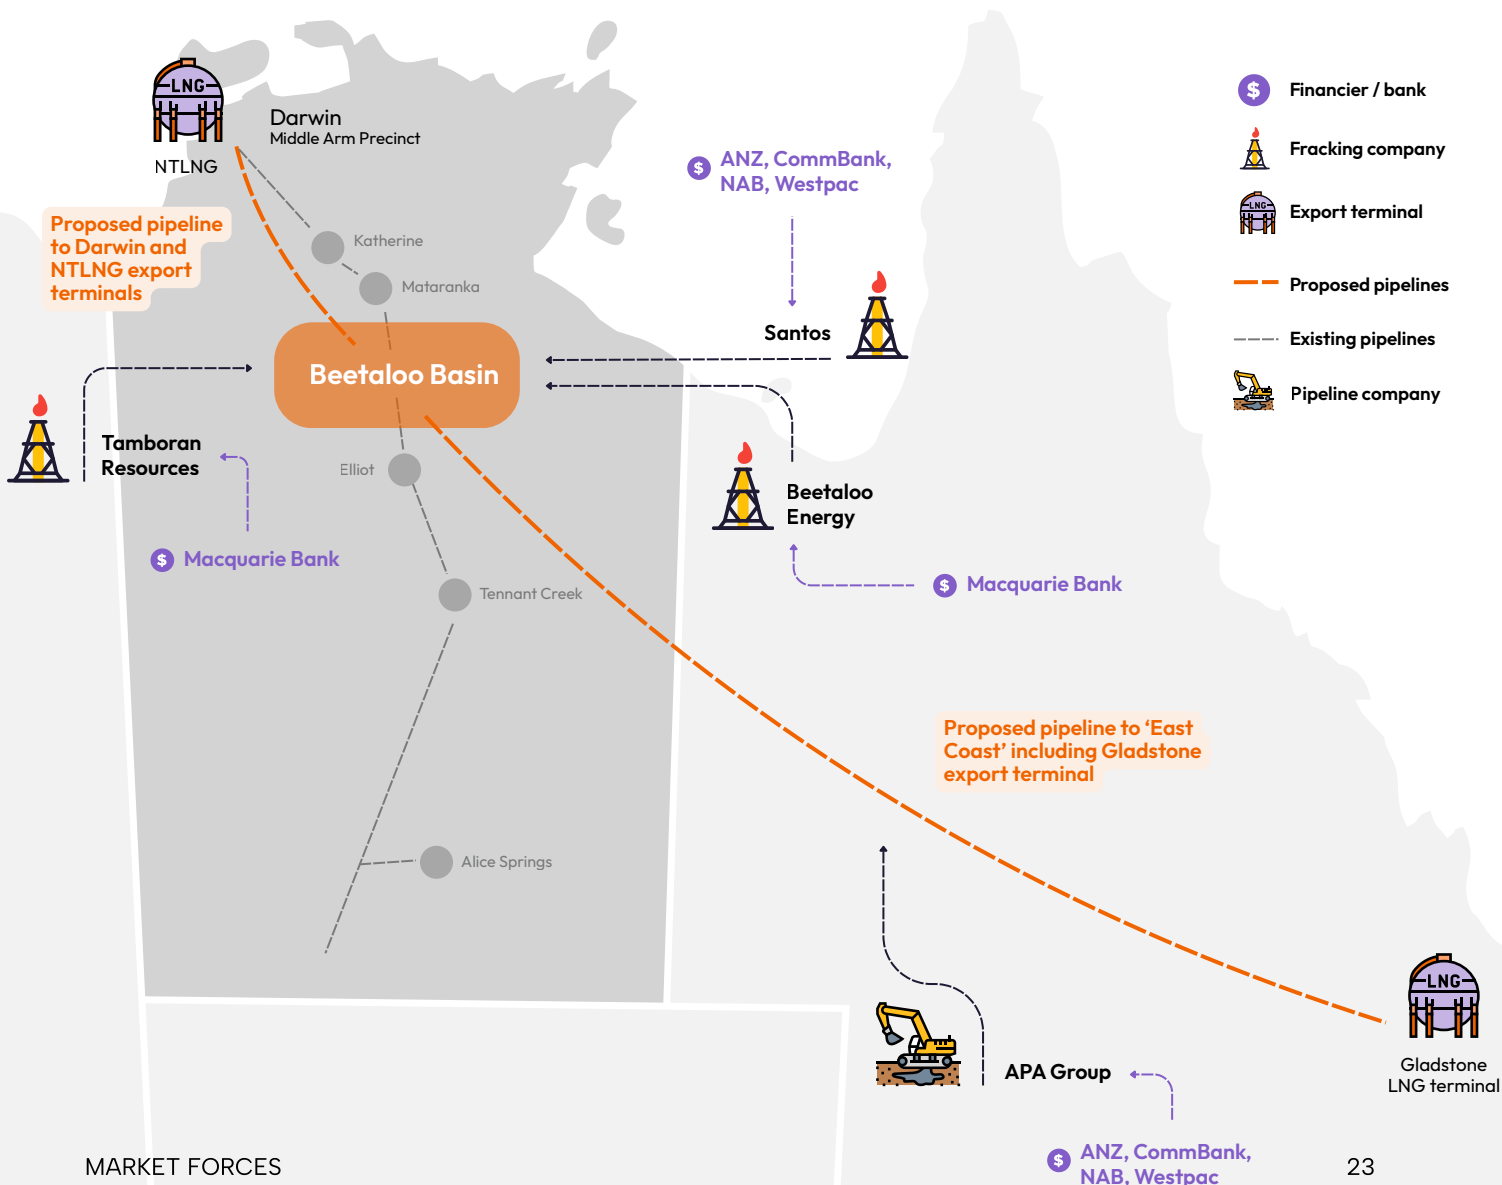 LNG
NTLNG
Darwin
Middle Arm Precinct
Proposed pipeline
to Darwin and
NTLNG export
terminals
Katherine
Mataranka
ANZ, CommBank,
NAB, Westpac
Financier / bank
Fracking company
LNG
Export terminal
Proposed pipelines
Existing pipelines
Pipeline company
Santos
Beetaloo Basin
Tamboran
Resources
Macquarie Bank
Elliot
Beetaloo
Energy
Macquarie Bank
Tennant Creek
Proposed pipeline to ‘East
Coast’ including Gladstone
export terminal
Alice Springs
LNG
Gladstone
LNG terminal
APA Group
ANZ, CommBank,
NAB, Westpac
MARKET FORCES
23